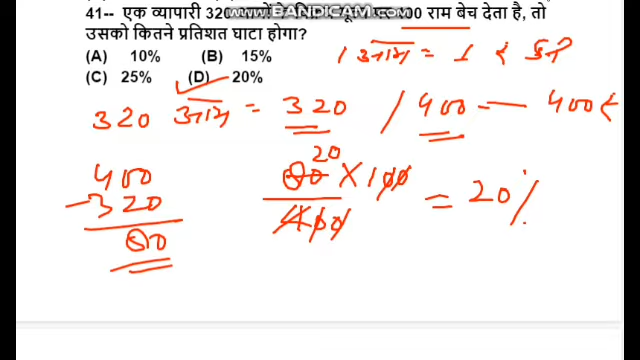 WWW.BANDICAM.COM
41-- एक व्यापारी 320 राम बेच देता है, तो
उसको कितने प्रतिशत घाटा होगा?
(A) 10% (B) 15%
(C) 25% (D) 20%
1 आम = 1 ₹
320 आम = 320 / 400 — 400₹
400
-320
80
20
80 × 100
400
= 20%